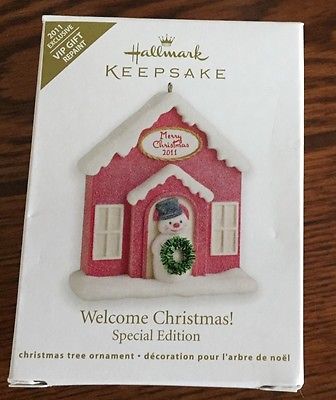 2011
EXCLUSIVE
VIP GIFT
REPAINT
Hallmark
KEEPSAKE
Merry
Christmas
2011
Welcome Christmas!
Special Edition
christmas tree ornament • décoration pour l'arbre de noël